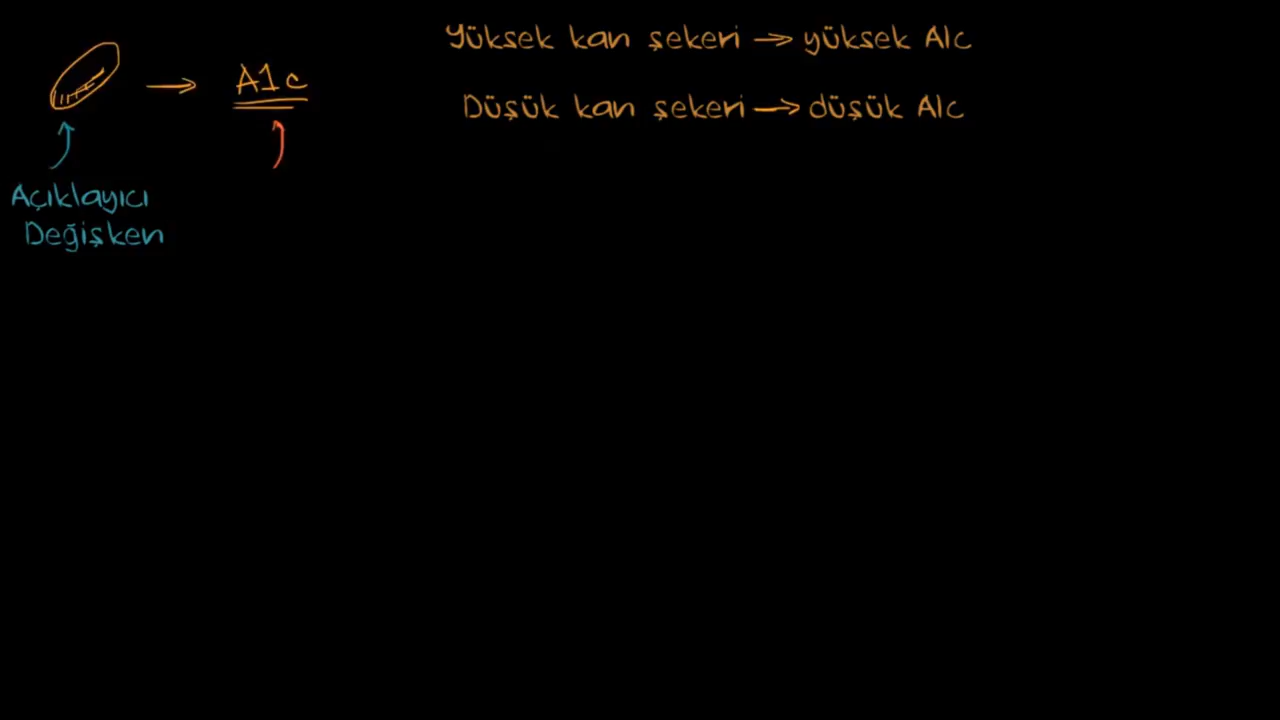 Yüksek kan şekeri → yüksek A1c
A1c
Düşük kan şekeri → düşük A1c
Açıklayıcı
Değişken